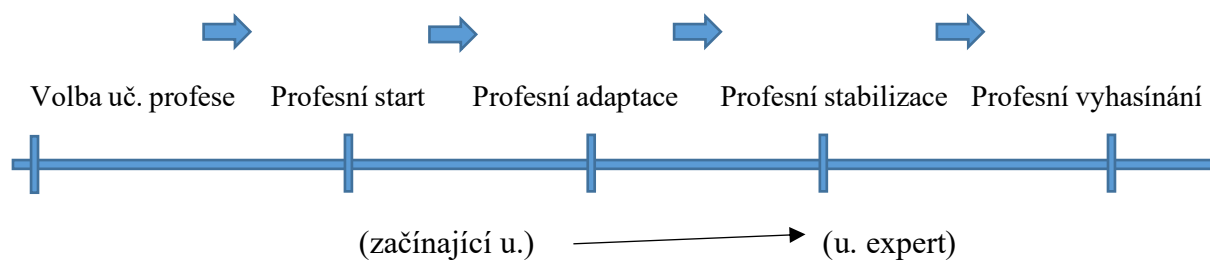 Volba uč. profese Profesní start Profesní adaptace Profesní stabilizace Profesní vyhasínání
(začínající u.) (u. expert)